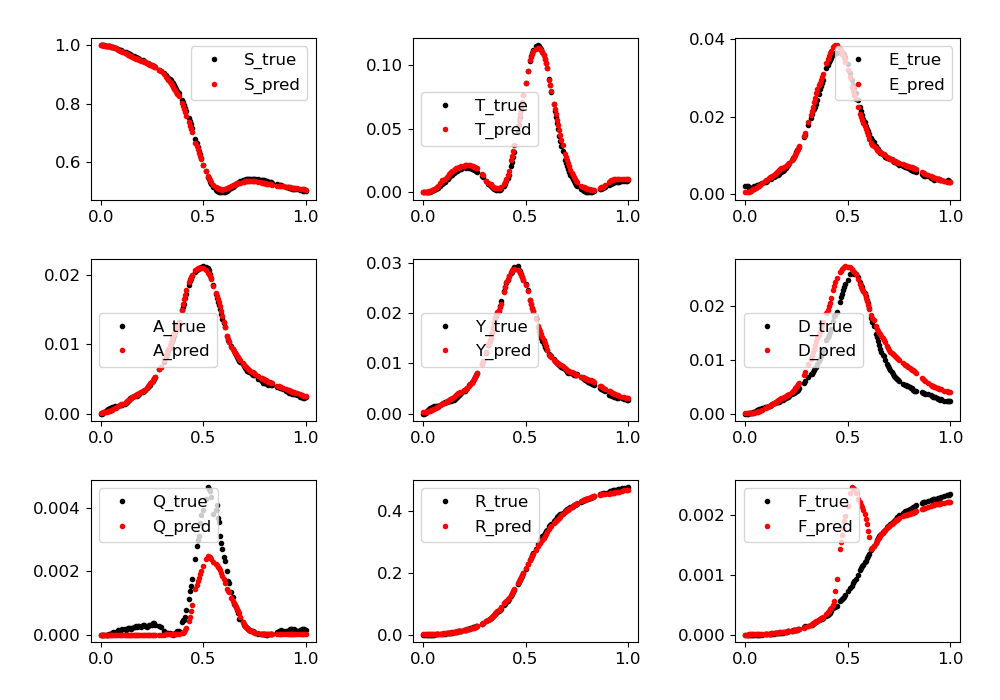 1.0
0.8
0.6
0.0 0.5 1.0
S_true
S_pred
0.10
0.05
0.00
0.0 0.5 1.0
T_true
T_pred
0.04
0.02
0.00
0.0 0.5 1.0
E_true
E_pred
0.02
0.01
0.00
0.0 0.5 1.0
A_true
A_pred
0.03
0.02
0.01
0.00
0.0 0.5 1.0
Y_true
Y_pred
0.02
0.01
0.00
0.0 0.5 1.0
D_true
D_pred
0.004
0.002
0.000
0.0 0.5 1.0
Q_true
Q_pred
0.4
0.2
0.0
0.0 0.5 1.0
R_true
R_pred
0.002
0.001
0.000
0.0 0.5 1.0
F_true
F_pred